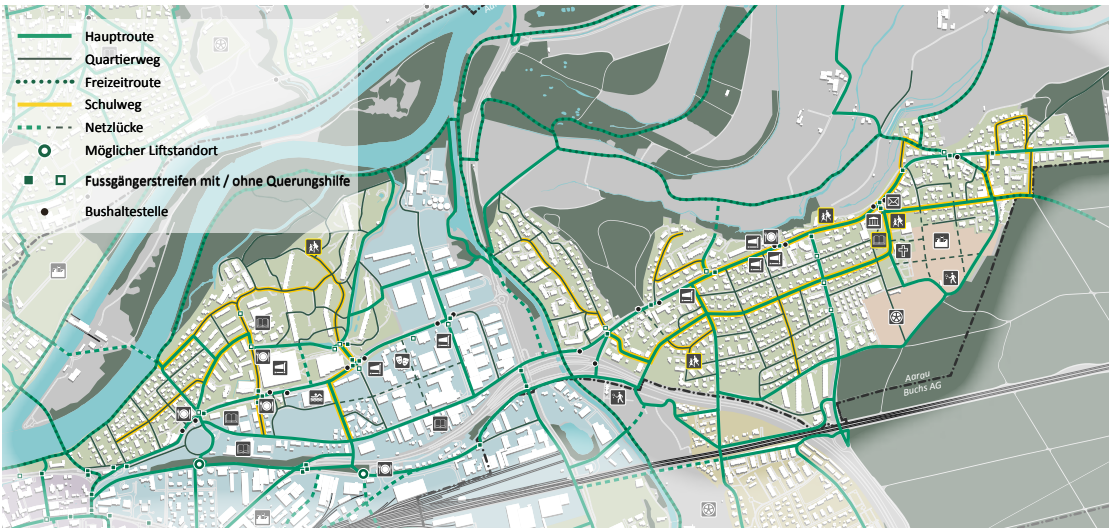 Hauptroute
Quartierweg
Freizeitroute
Schulweg
Netzlücke
Möglicher Liftstandort
Fussgängerstreifen mit / ohne Querungshilfe
Bushaltestelle
Aarau
Buchs AG